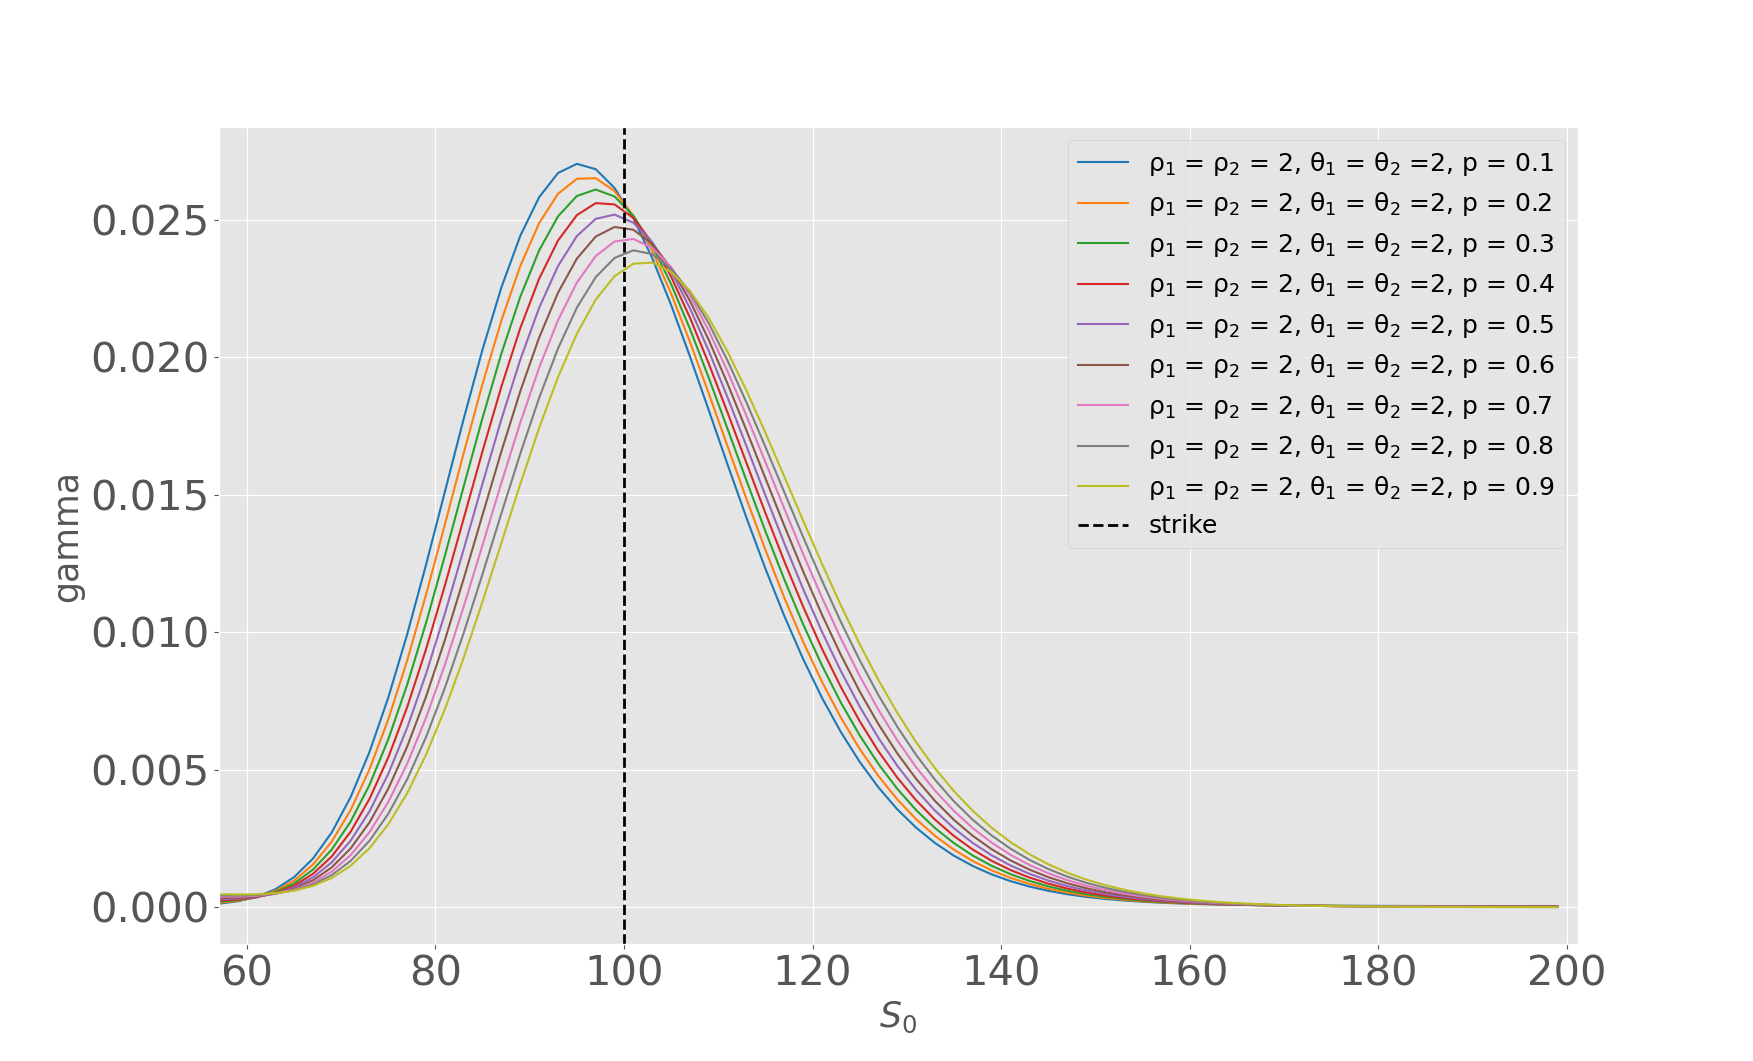 ρ₁ = ρ₂ = 2, θ₁ = θ₂ =2, p = 0.1
ρ₁ = ρ₂ = 2, θ₁ = θ₂ =2, p = 0.2
ρ₁ = ρ₂ = 2, θ₁ = θ₂ =2, p = 0.3
ρ₁ = ρ₂ = 2, θ₁ = θ₂ =2, p = 0.4
ρ₁ = ρ₂ = 2, θ₁ = θ₂ =2, p = 0.5
ρ₁ = ρ₂ = 2, θ₁ = θ₂ =2, p = 0.6
ρ₁ = ρ₂ = 2, θ₁ = θ₂ =2, p = 0.7
ρ₁ = ρ₂ = 2, θ₁ = θ₂ =2, p = 0.8
ρ₁ = ρ₂ = 2, θ₁ = θ₂ =2, p = 0.9
strike
0.025
0.020
0.015
0.010
0.005
0.000
gamma
60 80 100 120 140 160 180 200
S₀